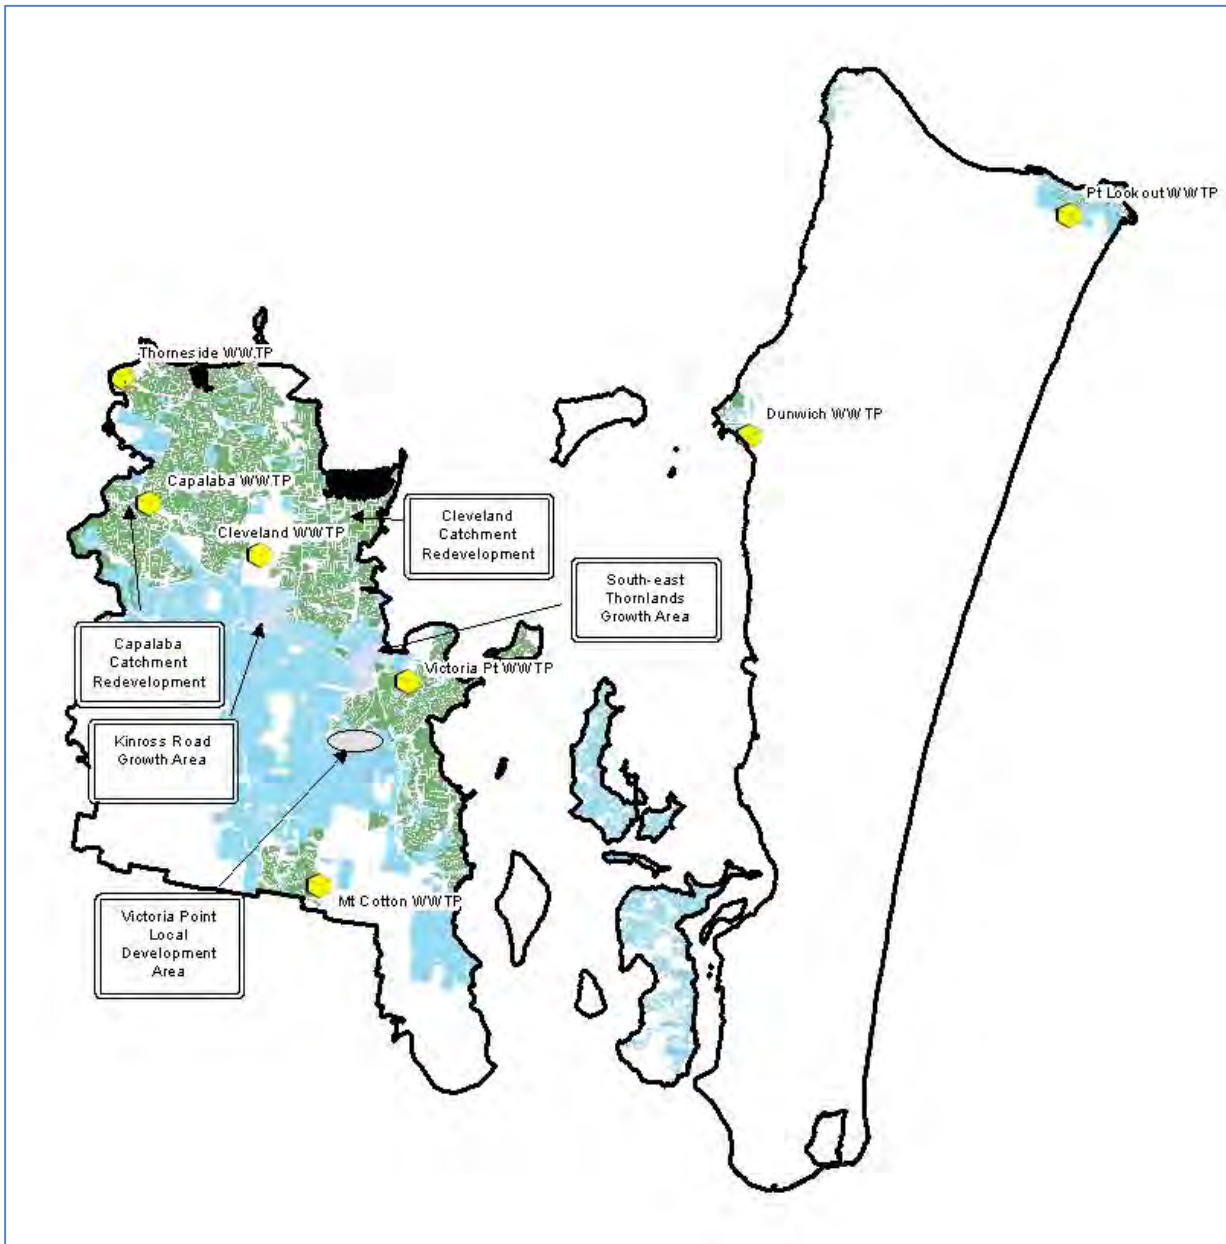 Pt Lookout WWTP
Thorneside WWTP
Dunwich WWTP
Capalaba WWTP
Cleveland WWTP
Cleveland
Catchment
Redevelopment
South-east
Thornlands
Growth Area
Capalaba
Catchment
Redevelopment
Victoria Pt WWTP
Kinross Road
Growth Area
Mt Cotton WWTP
Victoria Point
Local
Development
Area